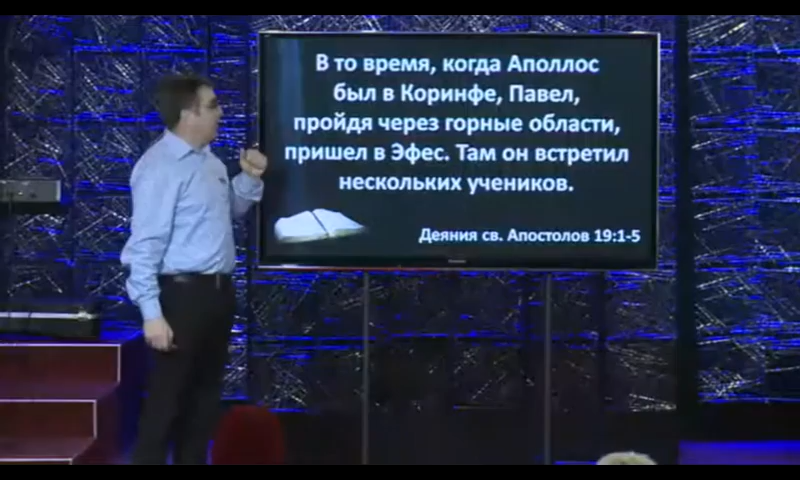 В то время, когда Аполлос
был в Коринфе, Павел,
пройдя через горные области,
пришел в Эфес. Там он встретил
нескольких учеников.
Деяния св. Апостолов 19:1-5